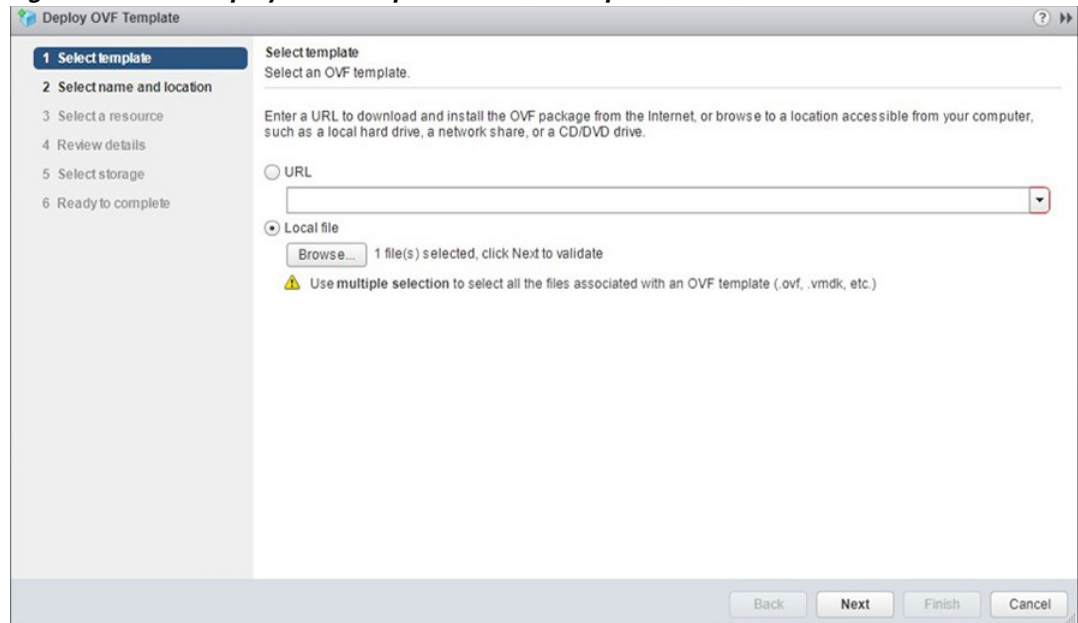 Deploy OVF Template
1 Select template
2 Select name and location
3 Select a resource
4 Review details
5 Select storage
6 Ready to complete
Select template
Select an OVF template.
Enter a URL to download and install the OVF package from the Internet, or browse to a location accessible from your computer,
such as a local hard drive, a network share, or a CD/DVD drive.
URL
Local file
Browse... 1 file(s) selected, click Next to validate
Use multiple selection to select all the files associated with an OVF template (.ovf, .vmdk, etc.)
Back Next Finish Cancel